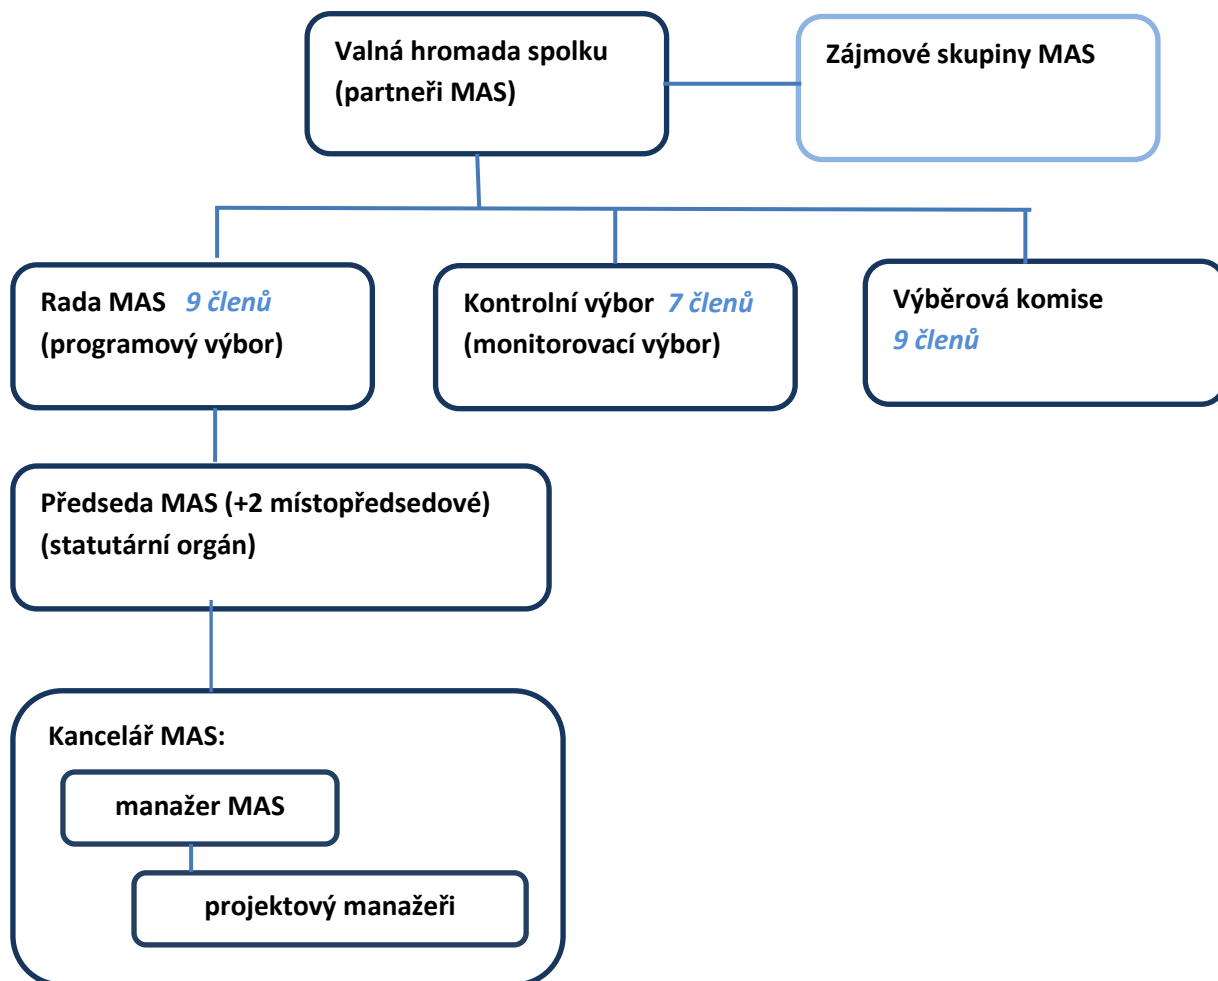 Valná hromada spolku
(partneři MAS)
Zájmové skupiny MAS
Rada MAS 9 členů
(programový výbor)
Kontrolní výbor 7 členů
(monitorovací výbor)
Výběrová komise
9 členů
Předseda MAS (+2 místopředsedové)
(statutární orgán)
Kancelář MAS:
manažer MAS
projektový manažeři